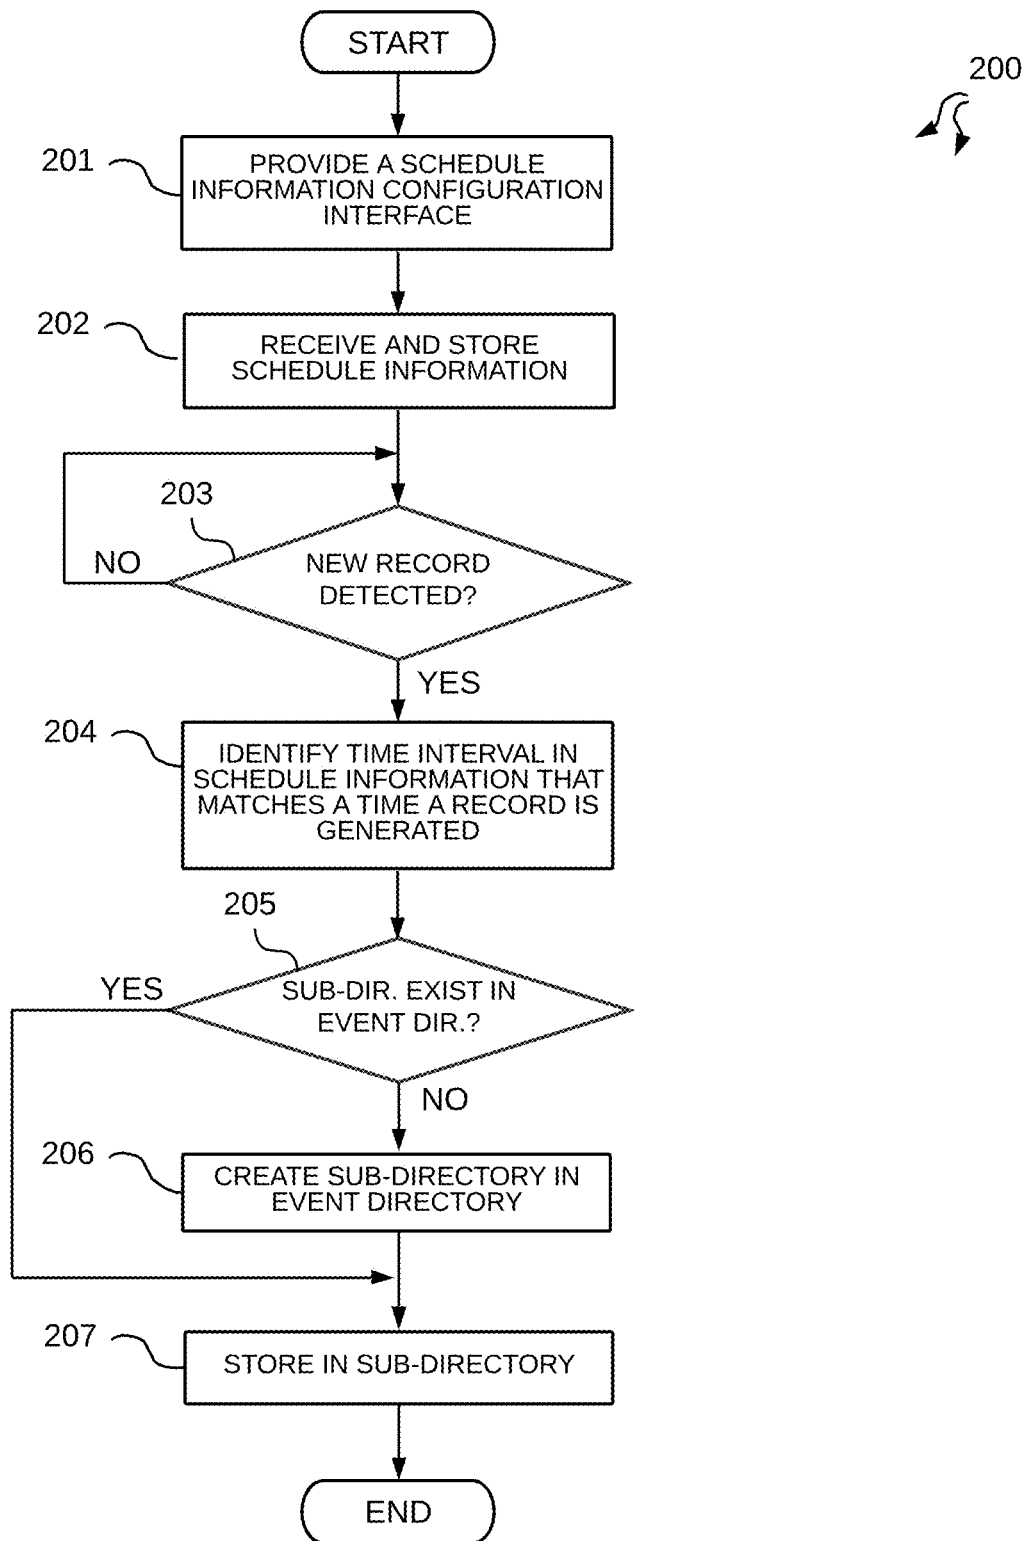 START
200
201
PROVIDE A SCHEDULE
INFORMATION CONFIGURATION
INTERFACE
202
RECEIVE AND STORE
SCHEDULE INFORMATION
203
NO
NEW RECORD
DETECTED?
YES
204
IDENTIFY TIME INTERVAL IN
SCHEDULE INFORMATION THAT
MATCHES A TIME A RECORD IS
GENERATED
205
YES
SUB-DIR. EXIST IN
EVENT DIR.?
NO
206
CREATE SUB-DIRECTORY IN
EVENT DIRECTORY
207
STORE IN SUB-DIRECTORY
END